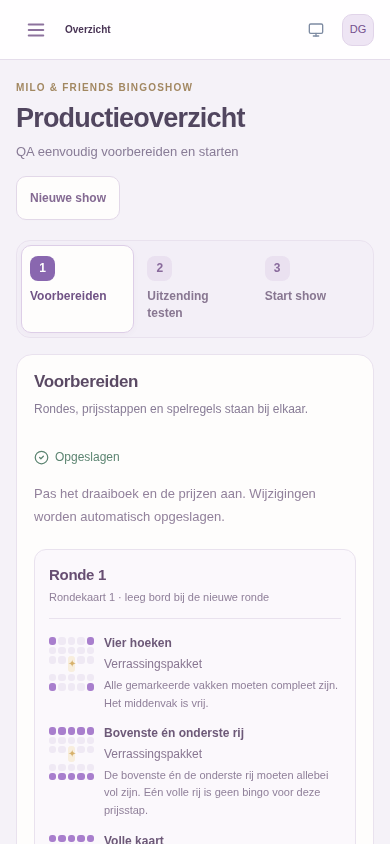 Overzicht
DG
MILO & FRIENDS BINGOSHOW
Productieoverzicht
QA eenvoudig voorbereiden en starten
Nieuwe show
1
2
3
Voorbereiden
Uitzending
testen
Start show
Voorbereiden
Rondes, prijsstappen en spelregels staan bij elkaar.
Opgeslagen
Pas het draaiboek en de prijzen aan. Wijzigingen
worden automatisch opgeslagen.
Ronde 1
Rondekaart 1 · leeg bord bij de nieuwe ronde
Vier hoeken
Verrassingspakket
Alle gemarkeerde vakken moeten compleet zijn.
Het middenvak is vrij.
Bovenste én onderste rij
Verrassingspakket
De bovenste én de onderste rij moeten allebei
vol zijn. Eén volle rij is geen bingo voor deze
prijsstap.
Volle kaart